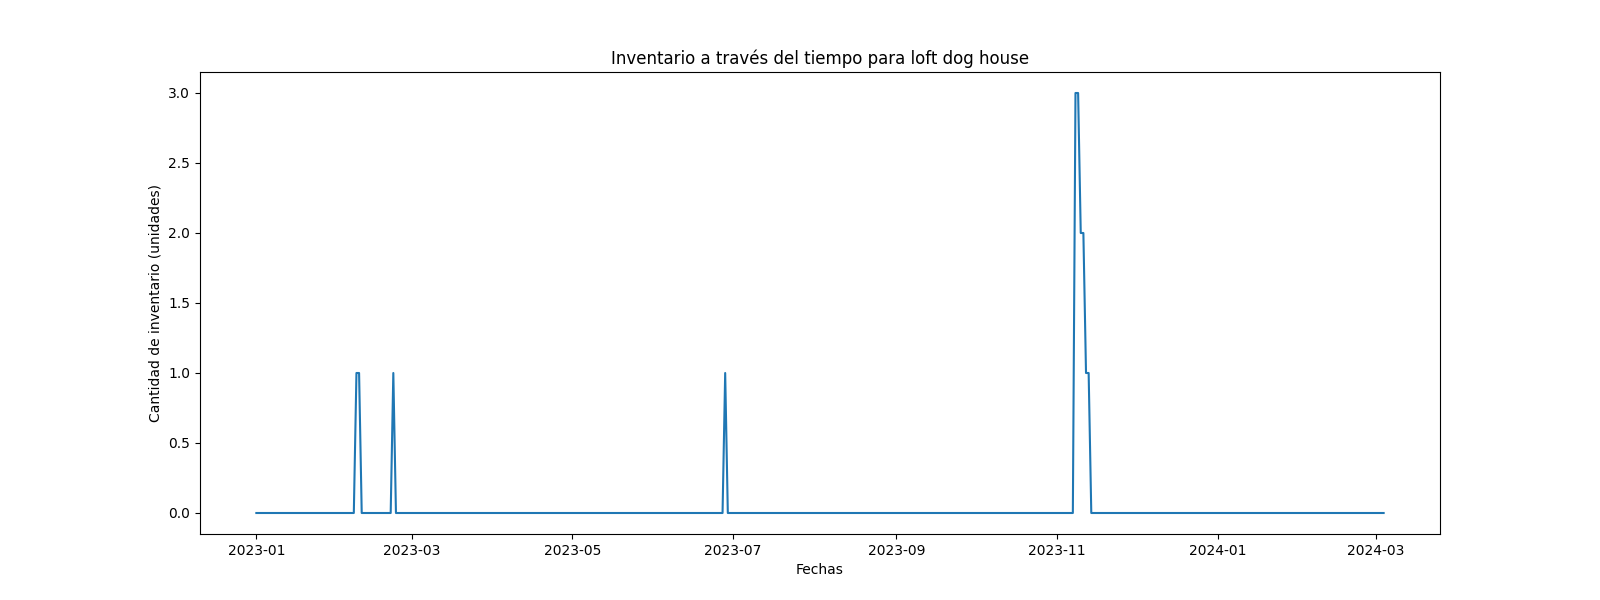 Inventario a través del tiempo para loft dog house
Cantidad de inventario (unidades)
3.0
2.5
2.0
1.5
1.0
0.5
0.0
2023-01 2023-03 2023-05 2023-07 2023-09 2023-11 2024-01 2024-03
Fechas